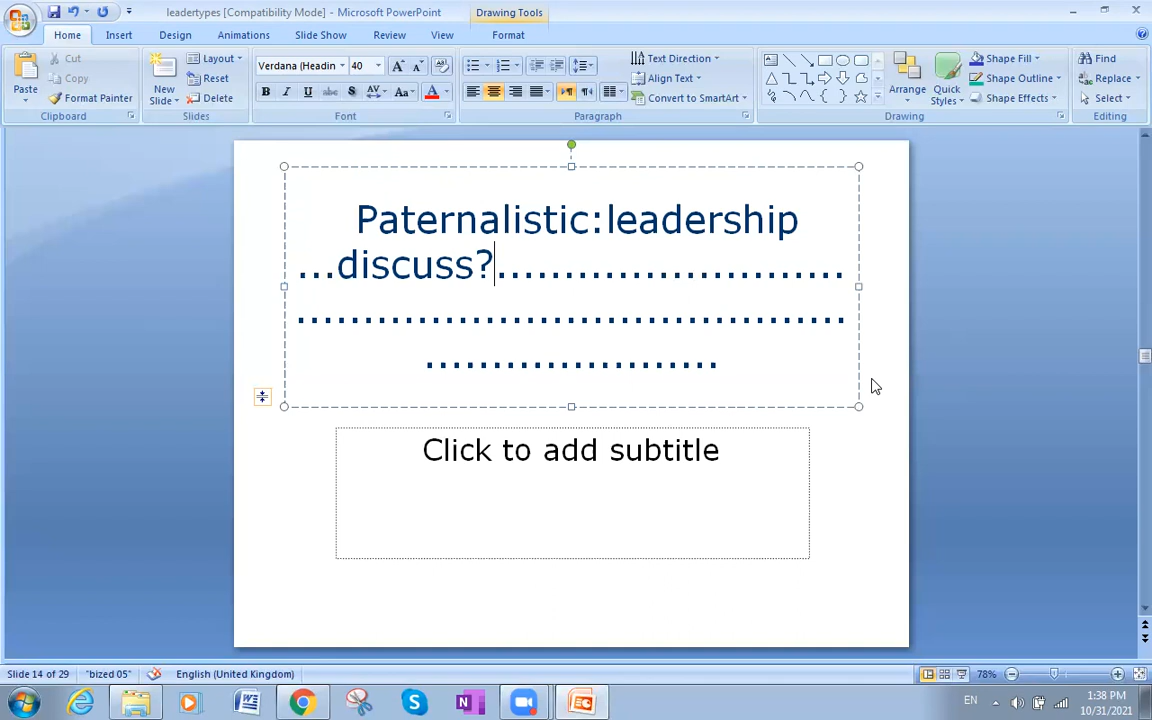 leadertypes [Compatibility Mode] - Microsoft PowerPoint
Drawing Tools
Home Insert Design Animations Slide Show Review View Format
Paste
Cut
Copy
Format Painter
Clipboard
New Slide
Layout
Reset
Delete
Slides
Verdana (Headin 40
B I U abc S AV Aa A
Font
Text Direction
Align Text
Convert to SmartArt
Paragraph
Arrange
Quick Styles
Shape Fill
Shape Outline
Shape Effects
Drawing
Find
Replace
Select
Editing
Paternalistic:leadership
...discuss?..........................
.........................................
......................
Click to add subtitle
Slide 14 of 29 "bized 05" English (United Kingdom) 78%
EN 1:38 PM
10/31/2021